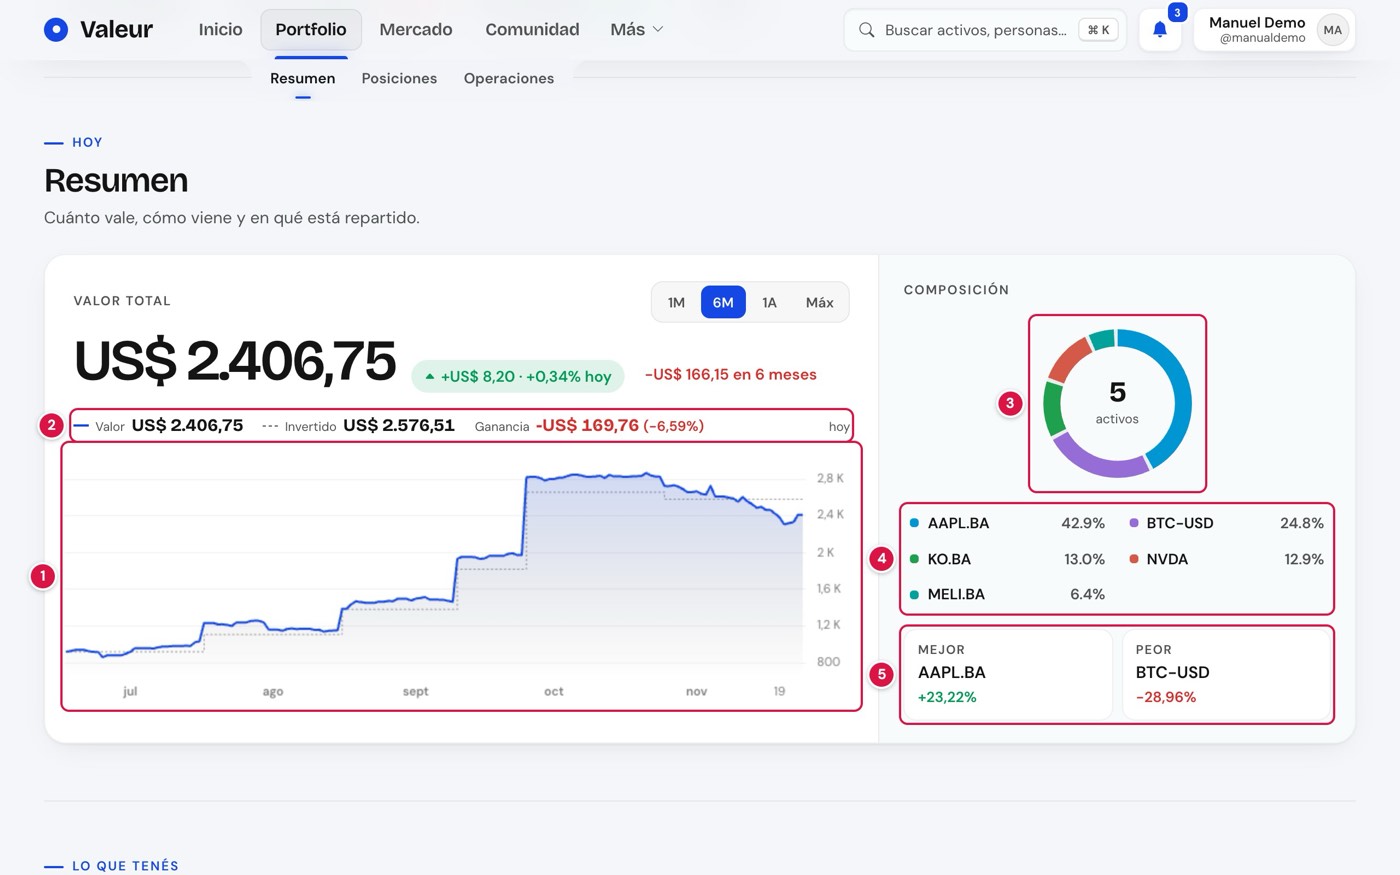 Valeur
Inicio
Portfolio
Mercado
Comunidad
Más
Buscar activos, personas...
⌘ K
3
Manuel Demo
@manualdemo
MA
Resumen
Posiciones
Operaciones
HOY
Resumen
Cuánto vale, cómo viene y en qué está repartido.
VALOR TOTAL
1M
6M
1A
Máx
US$ 2.406,75
+US$ 8,20 · +0,34% hoy
−US$ 166,15 en 6 meses
2
Valor US$ 2.406,75
Invertido US$ 2.576,51
Ganancia -US$ 169,76 (−6,59%)
hoy
1
2,8 K
2,4 K
2 K
1,6 K
1,2 K
800
jul
ago
sept
oct
nov
19
COMPOSICIÓN
3
5
activos
4
AAPL.BA 42.9%
BTC-USD 24.8%
KO.BA 13.0%
NVDA 12.9%
MELI.BA 6.4%
5
MEJOR
AAPL.BA
+23,22%
PEOR
BTC-USD
−28,96%
LO QUE TENÉS